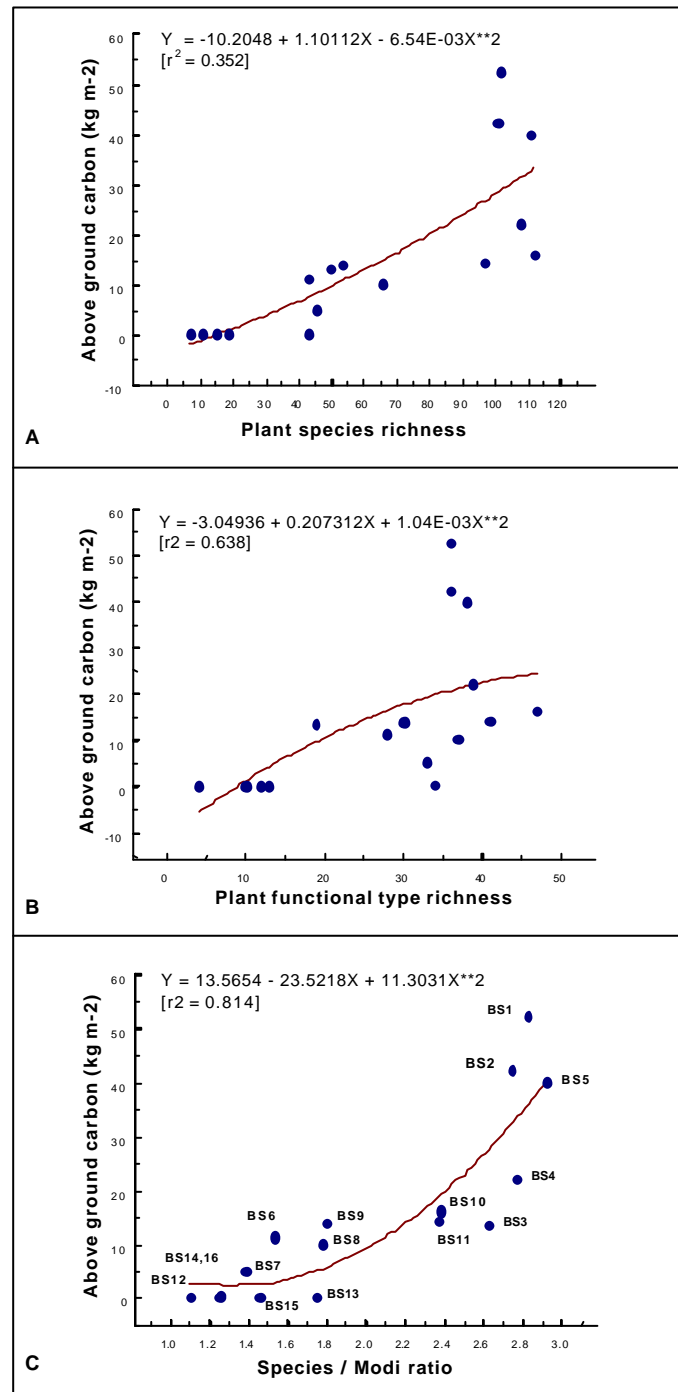 Y = -10.2048 + 1.10112X - 6.54E-03X**2
[r² = 0.352]
Above ground carbon (kg m-2)
60
50
40
30
20
10
0
-10
0 10 20 30 40 50 60 70 80 90 100 110 120
Plant species richness
A
Y = -3.04936 + 0.207312X + 1.04E-03X**2
[r2 = 0.638]
Above ground carbon (kg m-2)
60
50
40
30
20
10
0
-10
0 10 20 30 40 50
Plant functional type richness
B
Y = 13.5654 - 23.5218X + 11.3031X**2
[r2 = 0.814]
Above ground carbon (kg m-2)
60
50
40
30
20
10
0
BS1
BS2
BS5
BS4
BS10
BS3
BS11
BS6
BS9
BS8
BS14,16
BS7
BS12
BS15
BS13
1.0 1.2 1.4 1.6 1.8 2.0 2.2 2.4 2.6 2.8 3.0
Species / Modi ratio
C